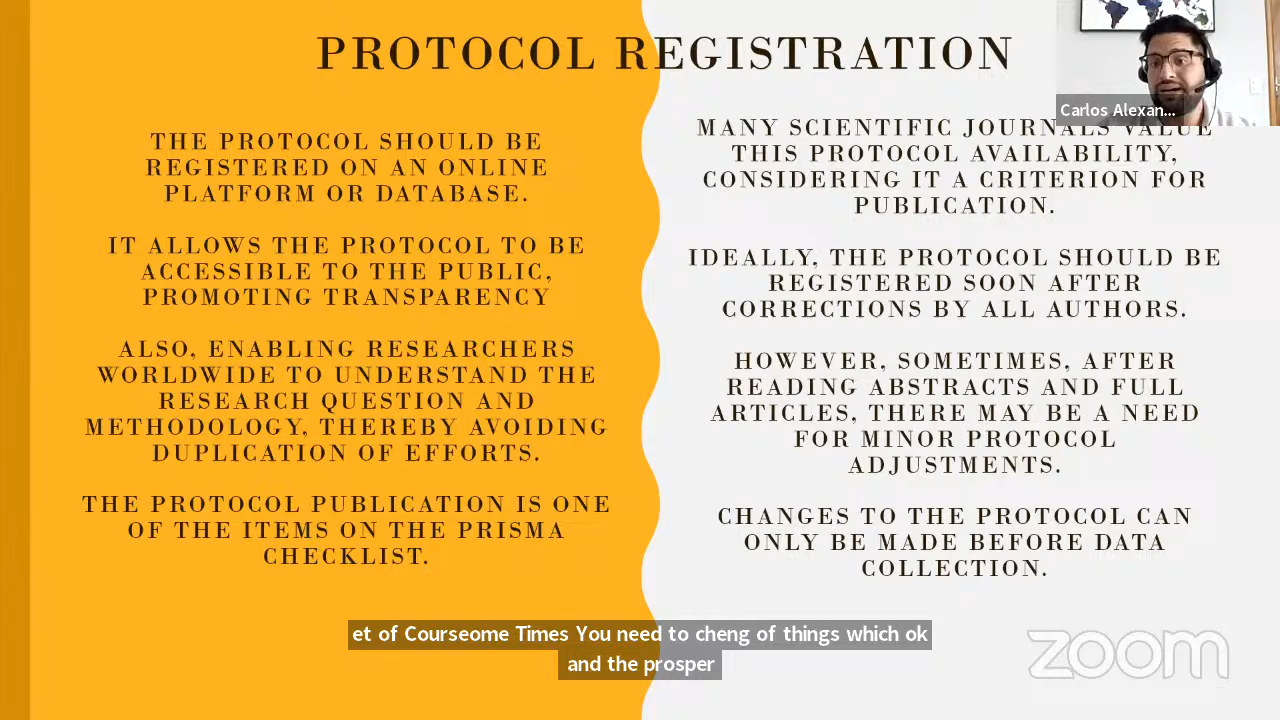 PROTOCOL REGISTRATION
THE PROTOCOL SHOULD BE
REGISTERED ON AN ONLINE
PLATFORM OR DATABASE.
IT ALLOWS THE PROTOCOL TO BE
ACCESSIBLE TO THE PUBLIC,
PROMOTING TRANSPARENCY
ALSO, ENABLING RESEARCHERS
WORLDWIDE TO UNDERSTAND THE
RESEARCH QUESTION AND
METHODOLOGY, THEREBY AVOIDING
DUPLICATION OF EFFORTS.
THE PROTOCOL PUBLICATION IS ONE
OF THE ITEMS ON THE PRISMA
CHECKLIST.
MANY SCIENTIFIC JOURNALS VALUE
THIS PROTOCOL AVAILABILITY,
CONSIDERING IT A CRITERION FOR
PUBLICATION.
IDEALLY, THE PROTOCOL SHOULD BE
REGISTERED SOON AFTER
CORRECTIONS BY ALL AUTHORS.
HOWEVER, SOMETIMES, AFTER
READING ABSTRACTS AND FULL
ARTICLES, THERE MAY BE A NEED
FOR MINOR PROTOCOL
ADJUSTMENTS.
CHANGES TO THE PROTOCOL CAN
ONLY BE MADE BEFORE DATA
COLLECTION.
Carlos Alexan...
et of Courseome Times You need to cheng of things which ok
and the prosper
zoom